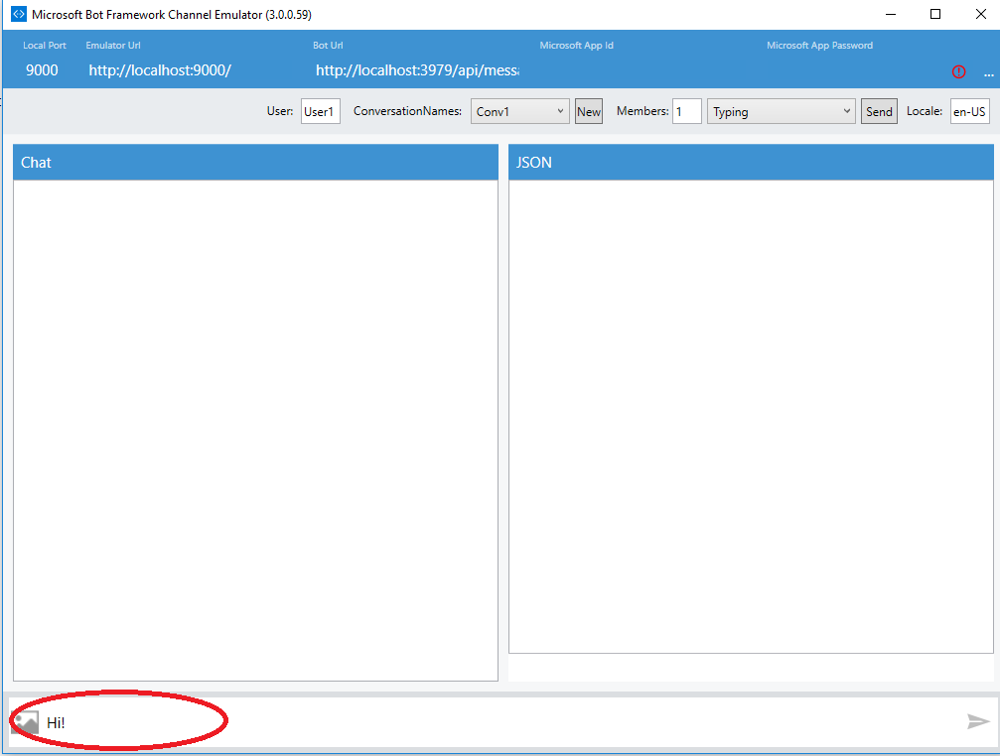 Microsoft Bot Framework Channel Emulator (3.0.0.59)
Local Port Emulator Url Bot Url Microsoft App Id Microsoft App Password
9000 http://localhost:9000/ http://localhost:3979/api/messa ...
User: User1 ConversationNames: Conv1 New Members: 1 Typing Send Locale: en-US
Chat JSON
Hi!